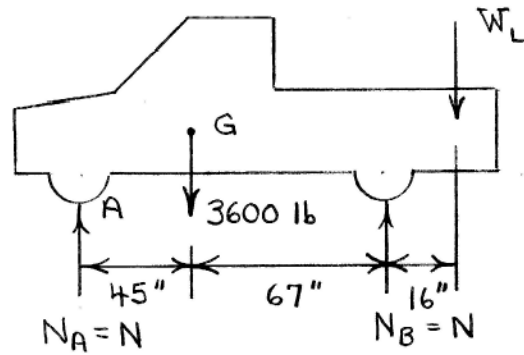 W_L
G
A
3600 lb
45"
67"
16"
N_A = N
N_B = N